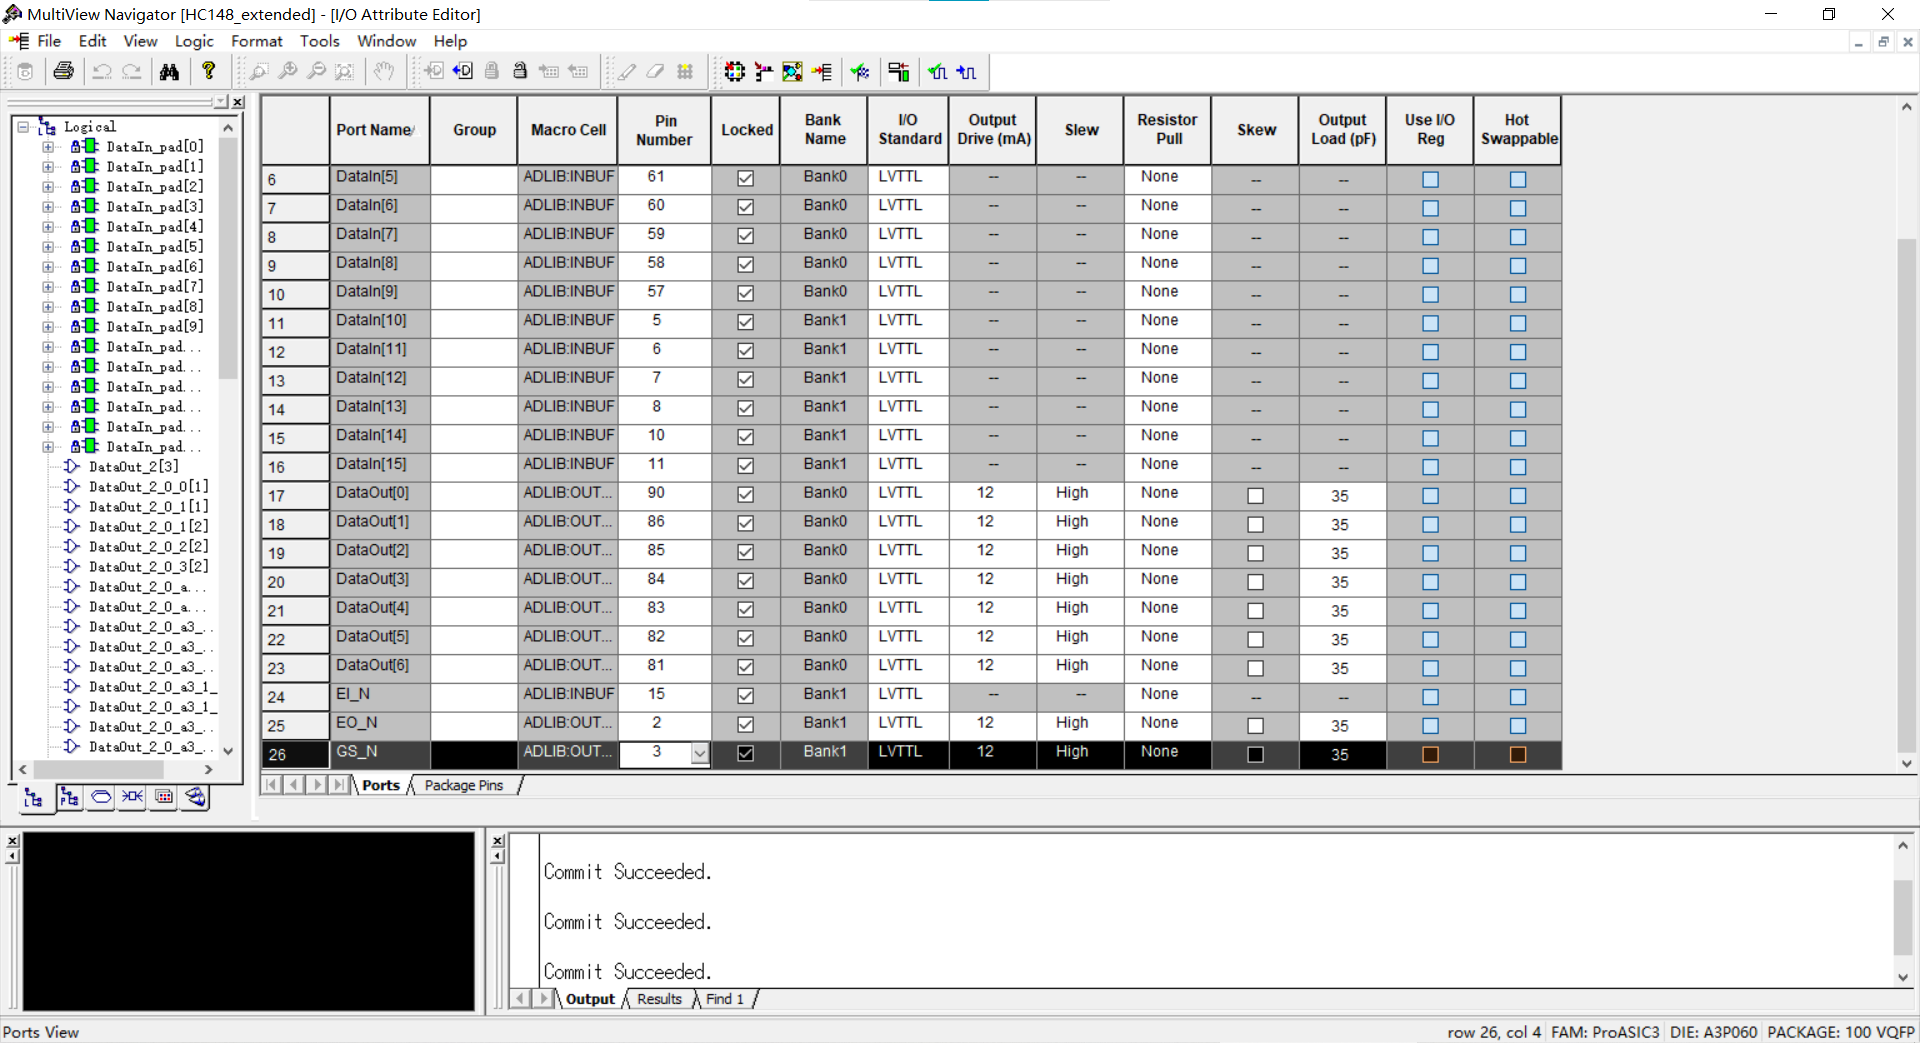 MultiView Navigator [HC148_extended] - [I/O Attribute Editor]
File Edit View Logic Format Tools Window Help
Logical
DataIn_pad[0]
DataIn_pad[1]
DataIn_pad[2]
DataIn_pad[3]
DataIn_pad[4]
DataIn_pad[5]
DataIn_pad[6]
DataIn_pad[7]
DataIn_pad[8]
DataIn_pad[9]
DataIn_pad...
DataIn_pad...
DataIn_pad...
DataIn_pad...
DataIn_pad...
DataIn_pad...
DataOut_2[3]
DataOut_2_0_0[1]
DataOut_2_0_1[1]
DataOut_2_0_1[2]
DataOut_2_0_2[2]
DataOut_2_0_3[2]
DataOut_2_0_a...
DataOut_2_0_a...
DataOut_2_0_a3_..
DataOut_2_0_a3_..
DataOut_2_0_a3_..
DataOut_2_0_a3_1_
DataOut_2_0_a3_1_
DataOut_2_0_a3_..
DataOut_2_0_a3_..
Port Name Group Macro Cell Pin Number Locked Bank Name I/O Standard Output Drive (mA) Slew Resistor Pull Skew Output Load (pF) Use I/O Reg Hot Swappable
6 DataIn[5] ADLIB:INBUF 61 Bank0 LVTTL -- -- None -- --
7 DataIn[6] ADLIB:INBUF 60 Bank0 LVTTL -- -- None -- --
8 DataIn[7] ADLIB:INBUF 59 Bank0 LVTTL -- -- None -- --
9 DataIn[8] ADLIB:INBUF 58 Bank0 LVTTL -- -- None -- --
10 DataIn[9] ADLIB:INBUF 57 Bank0 LVTTL -- -- None -- --
11 DataIn[10] ADLIB:INBUF 5 Bank1 LVTTL -- -- None -- --
12 DataIn[11] ADLIB:INBUF 6 Bank1 LVTTL -- -- None -- --
13 DataIn[12] ADLIB:INBUF 7 Bank1 LVTTL -- -- None -- --
14 DataIn[13] ADLIB:INBUF 8 Bank1 LVTTL -- -- None -- --
15 DataIn[14] ADLIB:INBUF 10 Bank1 LVTTL -- -- None -- --
16 DataIn[15] ADLIB:INBUF 11 Bank1 LVTTL -- -- None -- --
17 DataOut[0] ADLIB:OUT... 90 Bank0 LVTTL 12 High None 35
18 DataOut[1] ADLIB:OUT... 86 Bank0 LVTTL 12 High None 35
19 DataOut[2] ADLIB:OUT... 85 Bank0 LVTTL 12 High None 35
20 DataOut[3] ADLIB:OUT... 84 Bank0 LVTTL 12 High None 35
21 DataOut[4] ADLIB:OUT... 83 Bank0 LVTTL 12 High None 35
22 DataOut[5] ADLIB:OUT... 82 Bank0 LVTTL 12 High None 35
23 DataOut[6] ADLIB:OUT... 81 Bank0 LVTTL 12 High None 35
24 EI_N ADLIB:INBUF 15 Bank1 LVTTL -- -- None -- --
25 EO_N ADLIB:OUT... 2 Bank1 LVTTL 12 High None 35
26 GS_N ADLIB:OUT... 3 Bank1 LVTTL 12 High None 35
Ports Package Pins
Commit Succeeded.
Commit Succeeded.
Commit Succeeded.
Output Results Find 1
Ports View row 26, col 4 FAM: ProASIC3 DIE: A3P060 PACKAGE: 100 VQFP